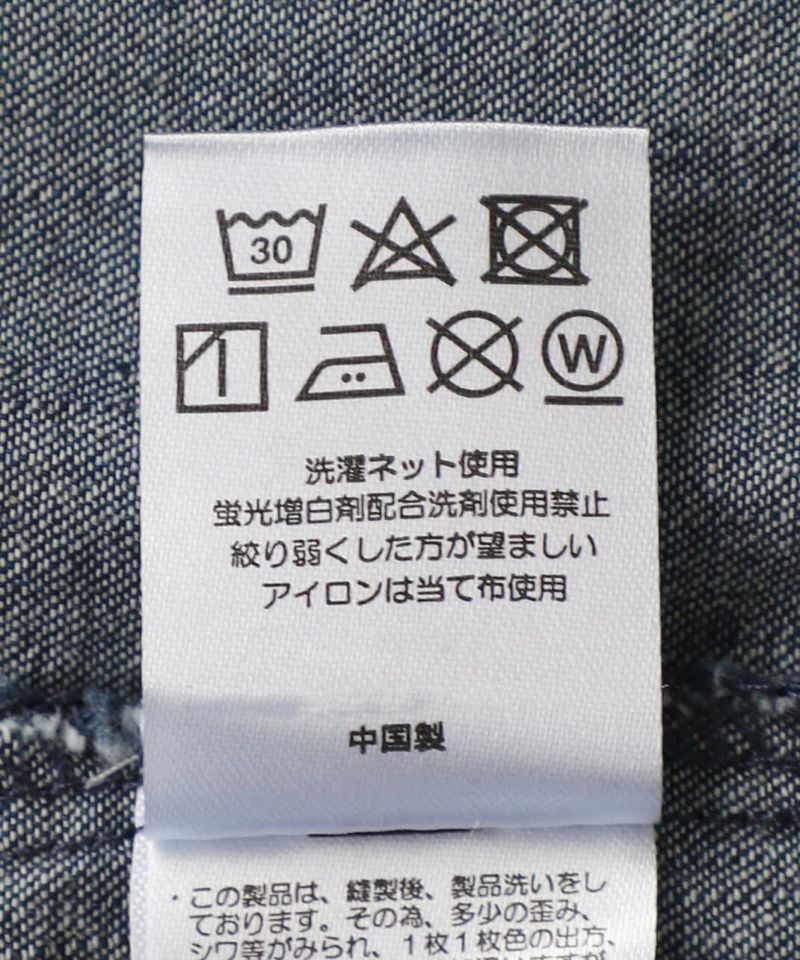 30
W
洗濯ネット使用
蛍光増白剤配合洗剤使用禁止
絞り弱くした方が望ましい
アイロンは当て布使用
中国製
・この製品は、縫製後、製品洗いをし
ております。その為、多少の歪み、
シワ等がみられ、1枚1枚色の出方、